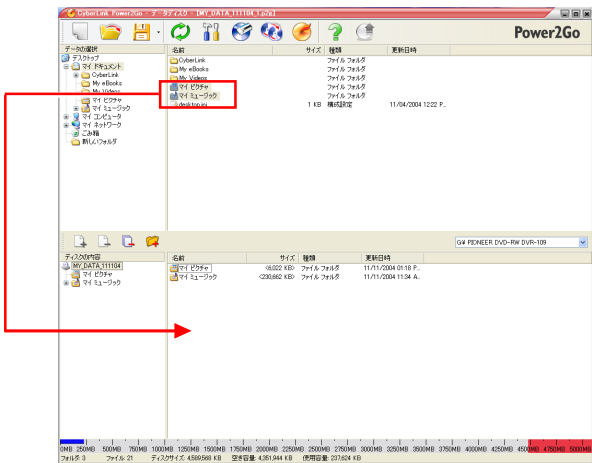 CyberLink Power2Go - データディスク - [MY_DATA_111104_1.p2g]
Power2Go
データの選択
デスクトップ
マイ ドキュメント
CyberLink
My eBooks
My Videos
マイ ピクチャ
マイ ミュージック
マイ コンピュータ
マイ ネットワーク
ごみ箱
新しいフォルダ
名前 サイズ 種類 更新日時
CyberLink ファイル フォルダ
My eBooks ファイル フォルダ
My Videos ファイル フォルダ
マイ ピクチャ ファイル フォルダ
マイ ミュージック ファイル フォルダ
desktop.ini 1 KB 構成設定 11/04/2004 12:22 P..
G¥ PIONEER DVD-RW DVR-109
ディスクの内容
MY_DATA_111104
マイ ピクチャ
マイ ミュージック
名前 サイズ 種類 更新日時
マイ ピクチャ <6,022 KB> ファイル フォルダ 11/11/2004 01:18 P..
マイ ミュージック <230,662 KB> ファイル フォルダ 11/11/2004 11:34 A..
0MB 250MB 500MB 750MB 1000MB 1250MB 1500MB 1750MB 2000MB 2250MB 2500MB 2750MB 3000MB 3250MB 3500MB 3750MB 4000MB 4250MB 4500MB 4750MB 5000MB
フォルダ: 3 ファイル: 21 ディスクサイズ: 4,589,568 KB 空き容量: 4,351,944 KB 使用容量: 237,624 KB